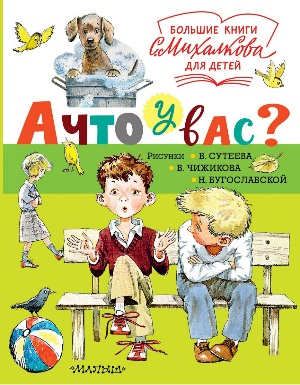 БОЛЬШИЕ КНИГИ
С.Михалкова
ДЛЯ ДЕТЕЙ
А что у вас?
Рисунки • В. СУТЕЕВА
• В. ЧИЖИКОВА
• Н. БУГОСЛАВСКОЙ
• МАЛЫШ •